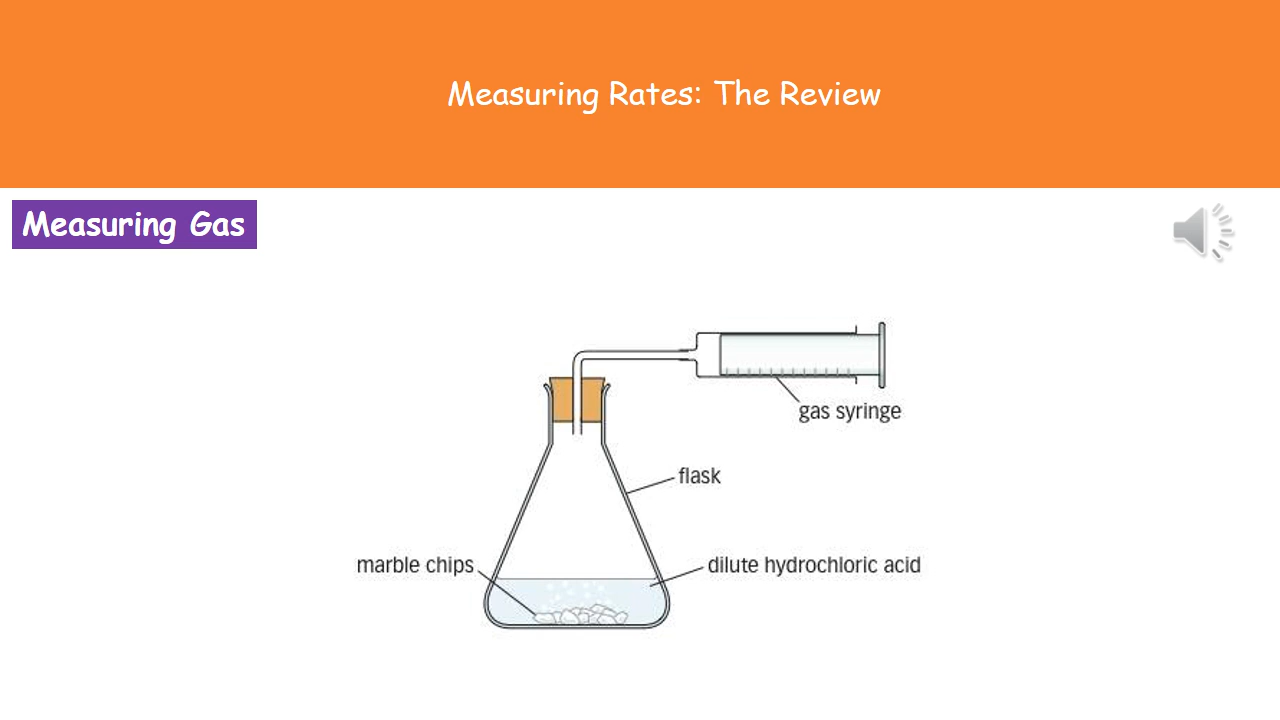 Measuring Rates: The Review
Measuring Gas
gas syringe
flask
marble chips
dilute hydrochloric acid